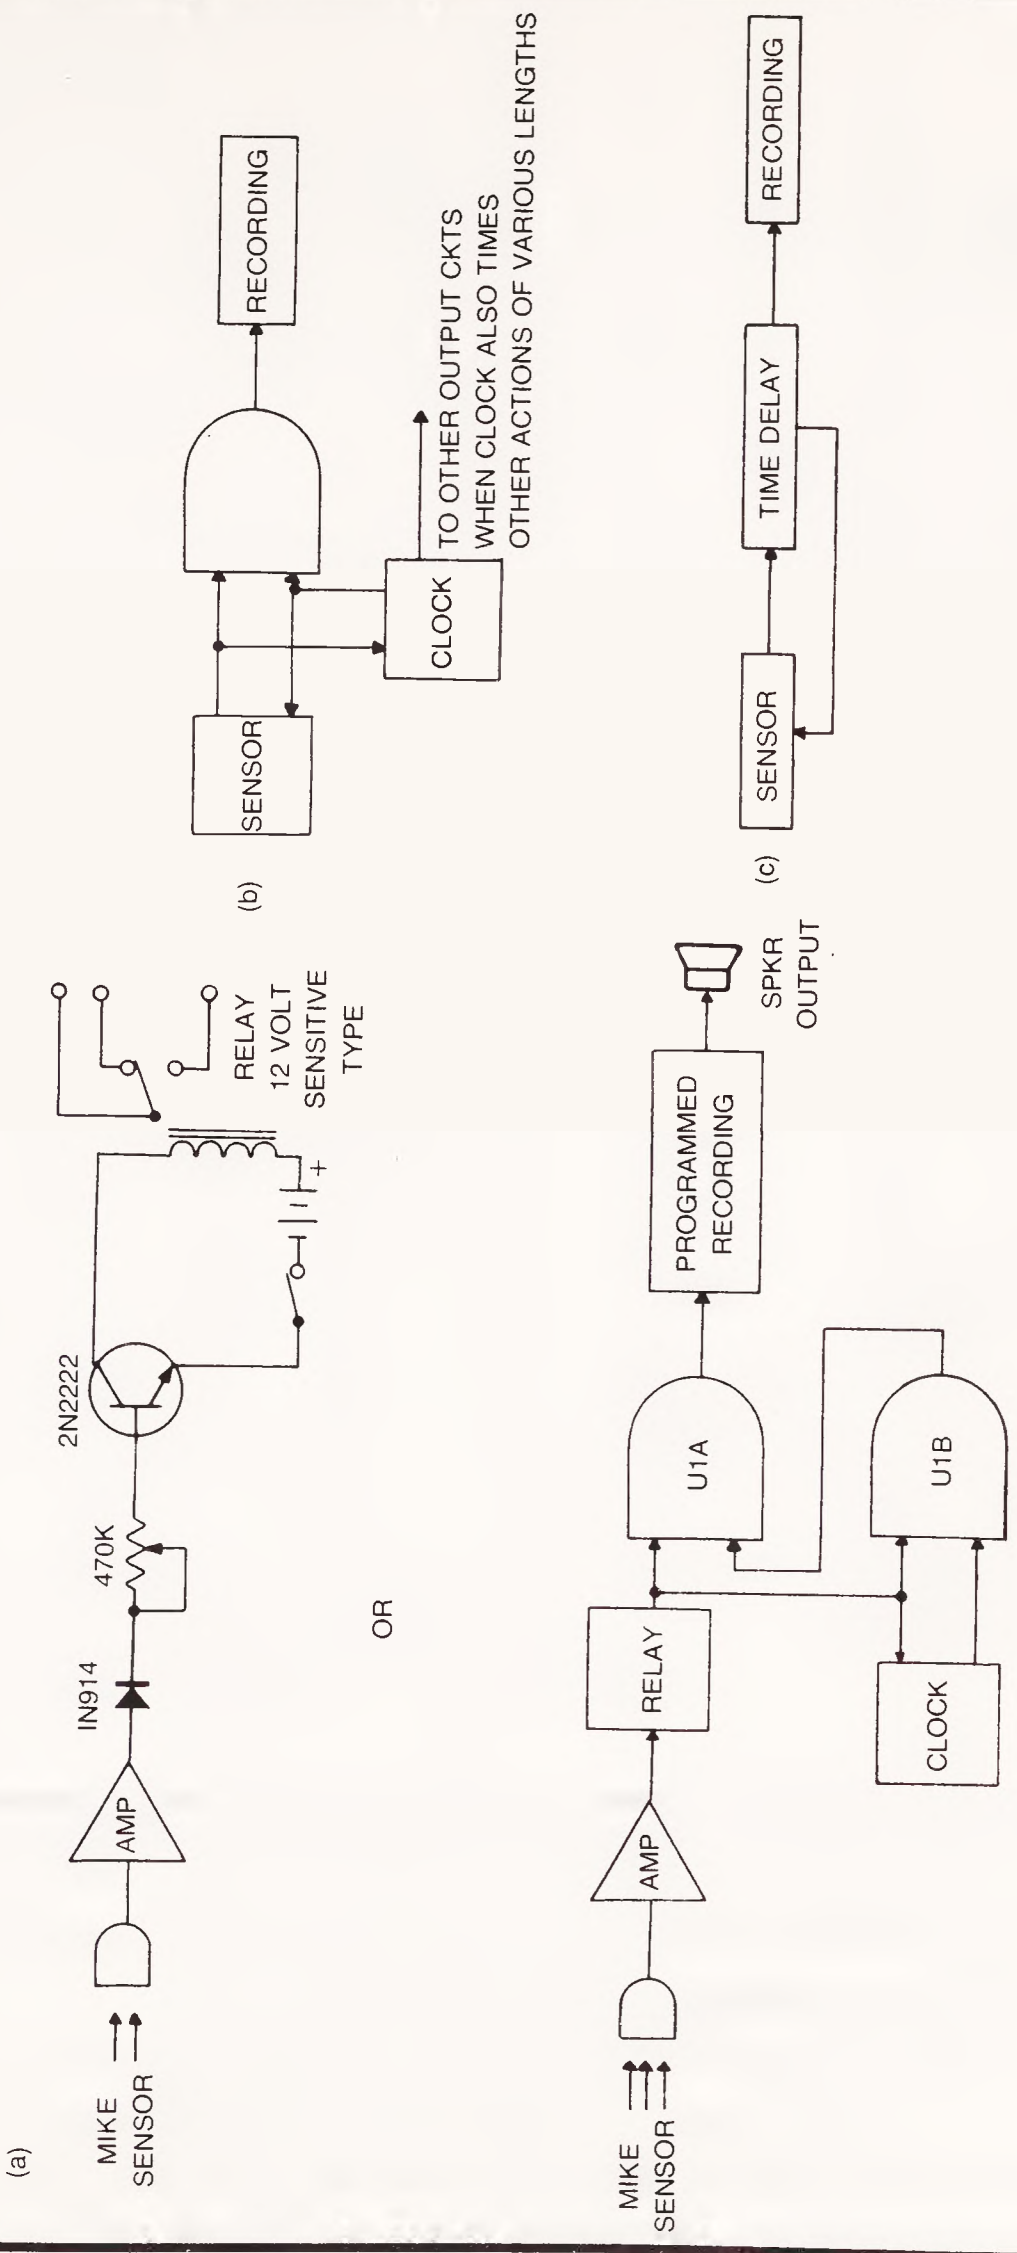 (a)
MIKE
SENSOR
AMP
IN914
470K
2N2222
+
RELAY
12 VOLT
SENSITIVE
TYPE
OR
MIKE
SENSOR
AMP
RELAY
CLOCK
U1A
U1B
PROGRAMMED
RECORDING
SPKR
OUTPUT
(b)
SENSOR
CLOCK
RECORDING
TO OTHER OUTPUT CKTS
WHEN CLOCK ALSO TIMES
OTHER ACTIONS OF VARIOUS LENGTHS
(c)
SENSOR
TIME DELAY
RECORDING